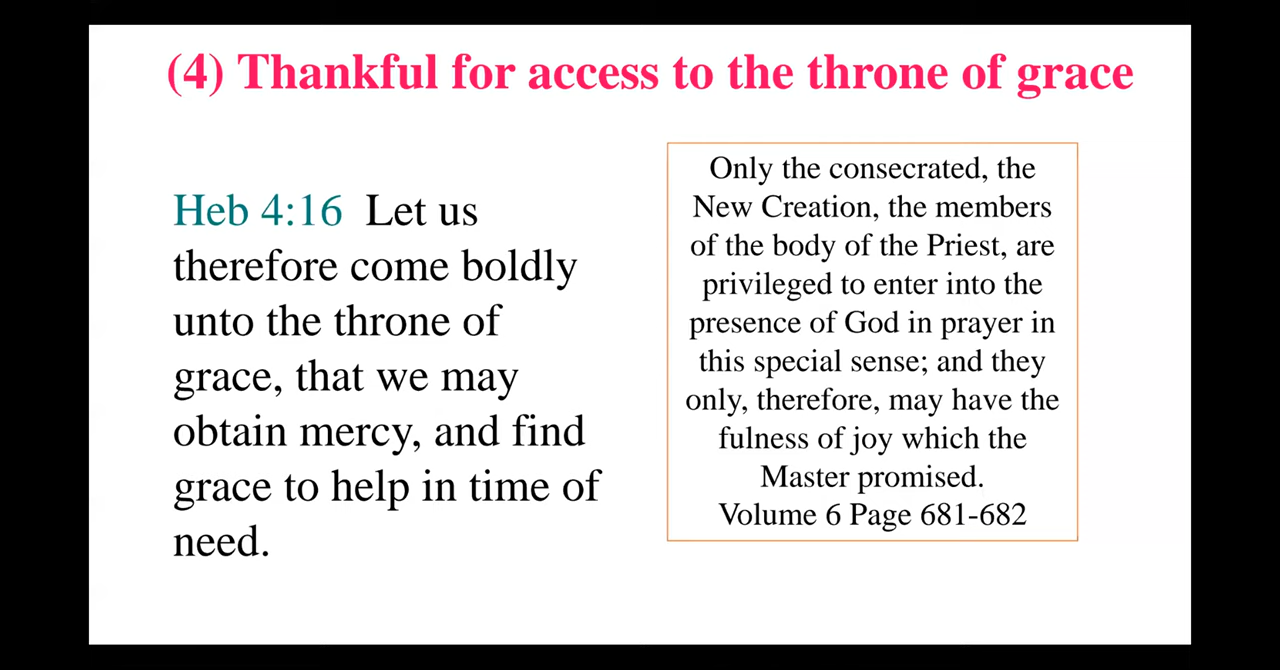 (4) Thankful for access to the throne of grace
Heb 4:16 Let us
therefore come boldly
unto the throne of
grace, that we may
obtain mercy, and find
grace to help in time of
need.
Only the consecrated, the
New Creation, the members
of the body of the Priest, are
privileged to enter into the
presence of God in prayer in
this special sense; and they
only, therefore, may have the
fulness of joy which the
Master promised.
Volume 6 Page 681-682